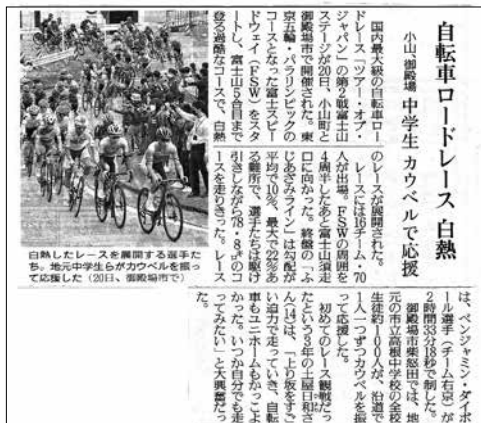 自転車ロードレース 白熱
小山、御殿場 中学生 カウベルで応援
国内最大級の自転車ロー
ドレース「ツアー・オブ・
ジャパン」の第2戦富士山
ステージが20日、小山町と
御殿場市で開催された。東
京五輪・パラリンピックの
コースとなった富士スピー
ドウェイ(FSW)をスタ
ートし、富士山5合目まで
登る過酷なコースで、白熱
のレースが展開された。
レースには16チーム・70
人が出場。FSWの周囲を
4周半したあと富士山須走
口に向かった。終盤の「ふ
じあざみライン」は勾配が
平均で10%、最大で22%あ
る難所で、選手たちは駆け
引きしながら78・8㌔のコ
ースを走りきった。レース
は、ベンジャミン・ダイボ
ール選手(チーム右京)が
2時間33分18秒で制した。
御殿場市柴怒田では、地
元の市立高根中学校の全校
生徒約100人が、沿道で
1人一つずつカウベルを振
って応援した。
初めてのレース観戦だっ
たという3年の土屋日和さ
ん(14)は、「上り坂をすご
い迫力で走っていき、自転
車もユニホームもかっこよ
かった。いつか自分でも走
ってみたい」と大興奮だっ
た。
白熱したレースを展開する選手た
ち。地元中学生らがカウベルを振っ
て応援した(20日、御殿場市で)